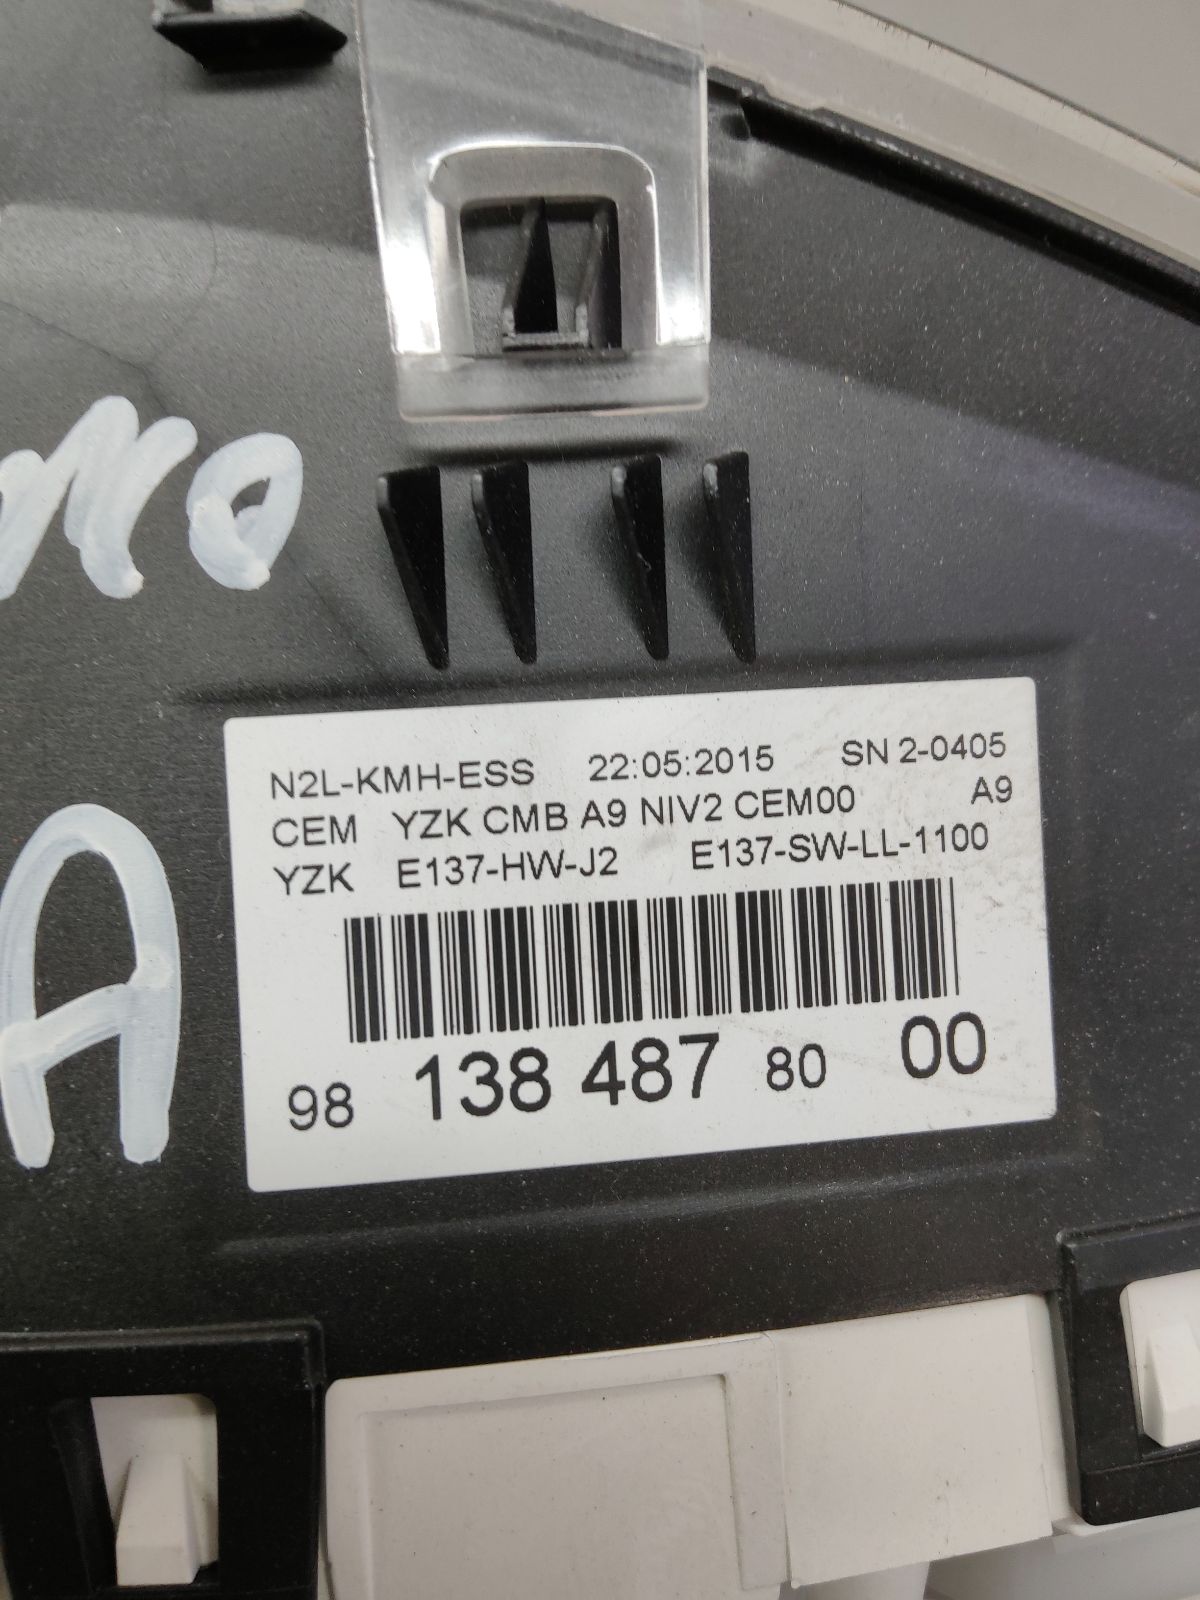 N2L-KMH-ESS 22:05:2015 SN 2-0405
CEM YZK CMB A9 NIV2 CEM00 A9
YZK E137-HW-J2 E137-SW-LL-1100
98 138 487 80 00
A